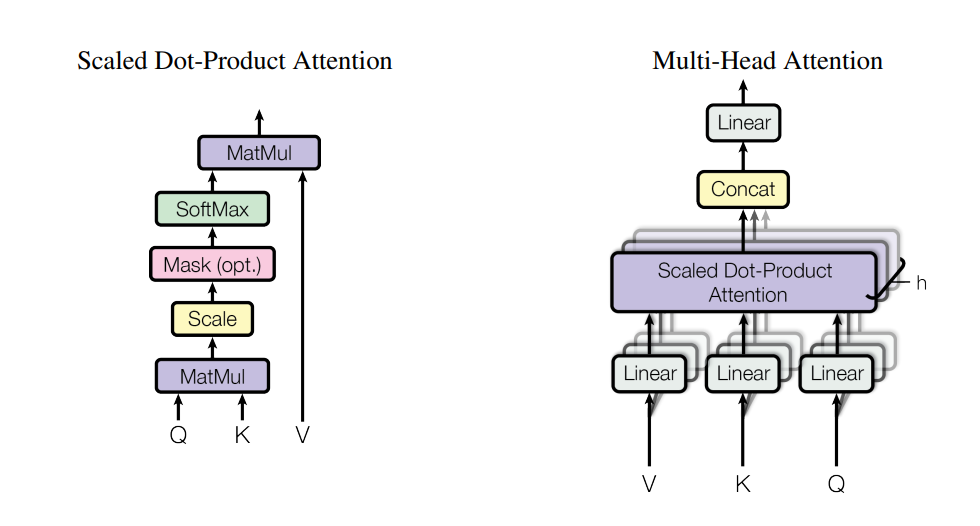 Scaled Dot-Product Attention
MatMul
SoftMax
Mask (opt.)
Scale
MatMul
Q K V
Multi-Head Attention
Linear
Concat
Scaled Dot-Product
Attention
h
Linear Linear Linear
V K Q